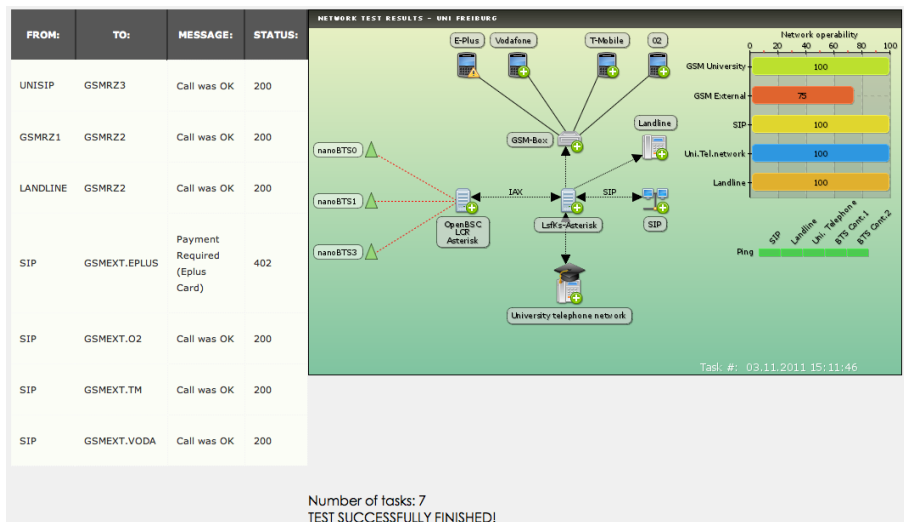 FROM: TO: MESSAGE: STATUS:
UNISIP GSMRZ3 Call was OK 200
GSMRZ1 GSMRZ2 Call was OK 200
LANDLINE GSMRZ2 Call was OK 200
SIP GSMEXT.EPLUS Payment Required (Eplus Card) 402
SIP GSMEXT.O2 Call was OK 200
SIP GSMEXT.TM Call was OK 200
SIP GSMEXT.VODA Call was OK 200
NETWORK TEST RESULTS - UNI FREIBURG
E-Plus Vodafone T-Mobile O2
GSM-Box
Landline
nanoBTS0
nanoBTS1
nanoBTS3
IAX
SIP
OpenBSC
LCR
Asterisk
LsfKs-Asterisk
SIP
University telephone network
Network operability
0 20 40 60 80 100
GSM University 100
GSM External 75
SIP 100
Uni.Tel.network 100
Landline 100
SIP Landline Uni. Telephone BTS Cont.1 BTS Cont.2
Ping
Task #: 03.11.2011 15:11:46
Number of tasks: 7
TEST SUCCESSFULLY FINISHED!